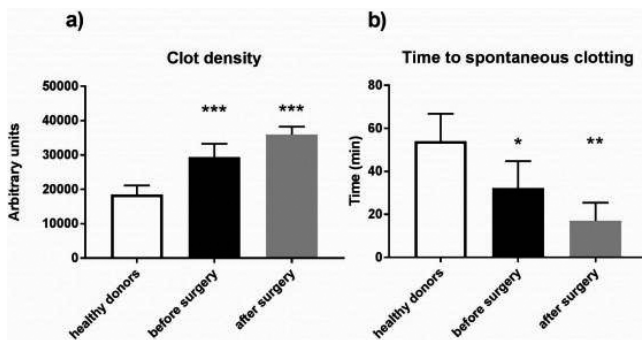 a)
Clot density
Arbitrary units
50000
40000
30000
20000
10000
0
***
***
healthy donors
before surgery
after surgery
b)
Time to spontaneous clotting
Time (min)
80
60
40
20
0
*
**
healthy donors
before surgery
after surgery